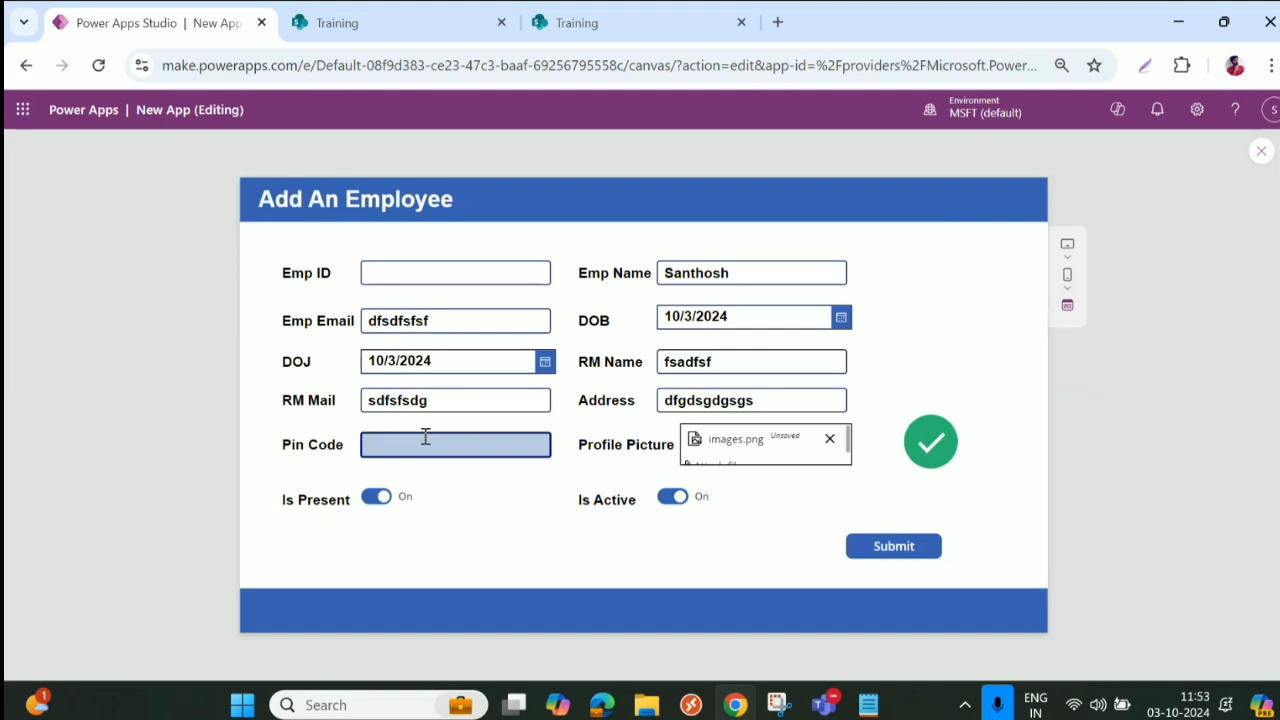 Power Apps Studio | New App
Training
Training
make.powerapps.com/e/Default-08f9d383-ce23-47c3-baaf-69256795558c/canvas/?action=edit&app-id=%2Fproviders%2FMicrosoft.Power...
Power Apps | New App (Editing)
Environment
MSFT (default)
S
Add An Employee
Emp ID
Emp Name Santhosh
Emp Email dfsdfsfsf
DOB 10/3/2024
DOJ 10/3/2024
RM Name fsadfsf
RM Mail sdfsfsdg
Address dfgdsgdgsgs
Pin Code
Profile Picture images.png Unsaved
Is Present On
Is Active On
Submit
1
Search
ENG
IN
11:53
03-10-2024
PRE